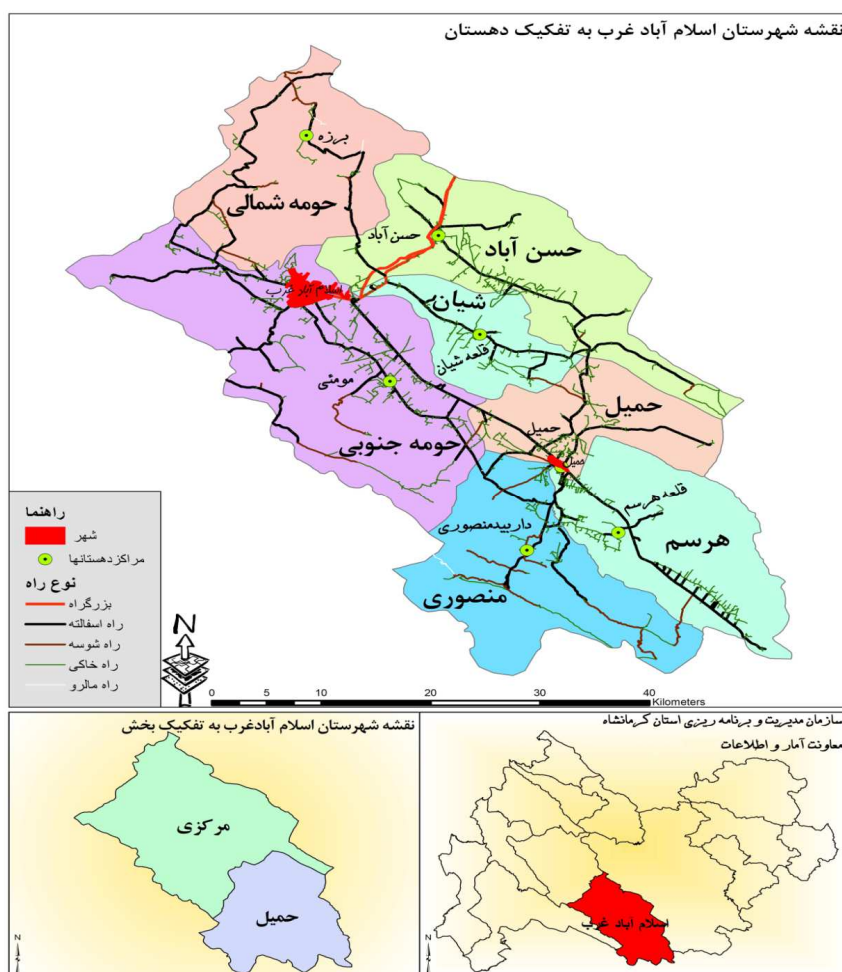 نقشه شهرستان اسلام آباد غرب به تفکیک دهستان
برزه
حومه شمالی
حسن آباد
حسن آباد
اسلام آباد غرب
شیان
قلعه شیان
مومئی
حمیل
حمیل
حمیل
حومه جنوبی
قلعه هرسم
هرسم
داربیدمنصوری
منصوری
راهنما
شهر
مراکزدهستانها
نوع راه
بزرگراه
راه اسفالته
راه شوسه
راه خاکی
راه مالرو
N
0 5 10 20 30 40
Kilometers
نقشه شهرستان اسلام آبادغرب به تفکیک بخش
مرکزی
حمیل
N
سازمان مدیریت و برنامه ریزی استان کرمانشاه
معاونت آمار و اطلاعات
اسلام آباد غرب
N